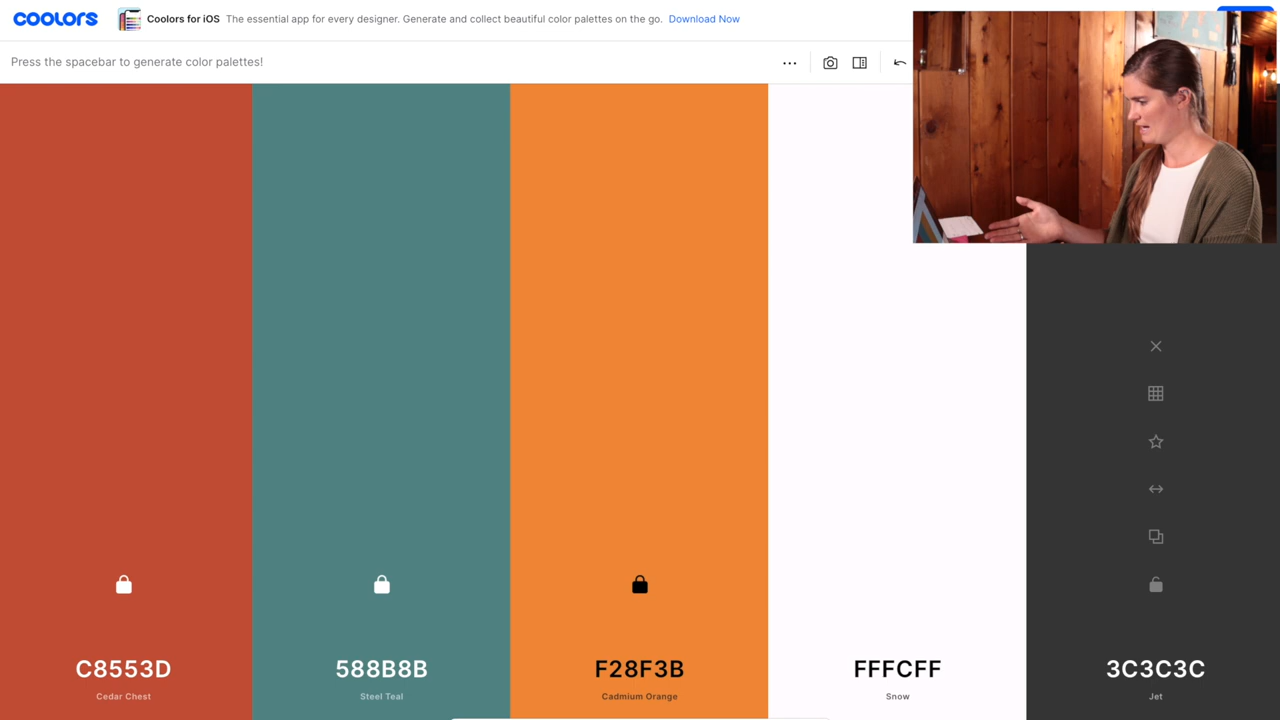 coolors
Coolors for iOS The essential app for every designer. Generate and collect beautiful color palettes on the go. Download Now
Press the spacebar to generate color palettes!
C8553D
Cedar Chest
588B8B
Steel Teal
F28F3B
Cadmium Orange
FFFCFF
Snow
3C3C3C
Jet